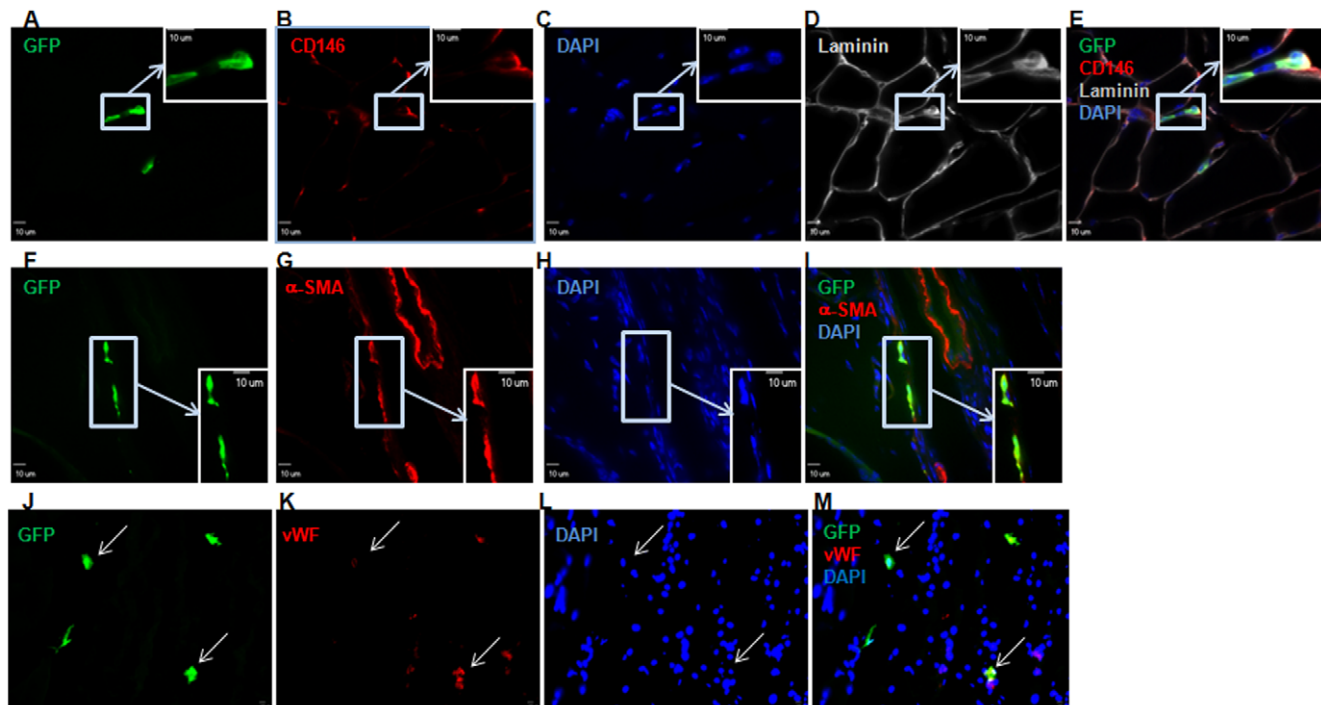 A B C D E
GFP CD146 DAPI Laminin GFP
CD146
Laminin
DAPI
10 um 10 um 10 um 10 um 10 um
10 um 10 um 10 um 10 um 10 um
F G H I
GFP α-SMA DAPI GFP
α-SMA
DAPI
10 um 10 um 10 um 10 um
10 um 10 um 10 um 10 um
J K L M
GFP vWF DAPI GFP
vWF
DAPI